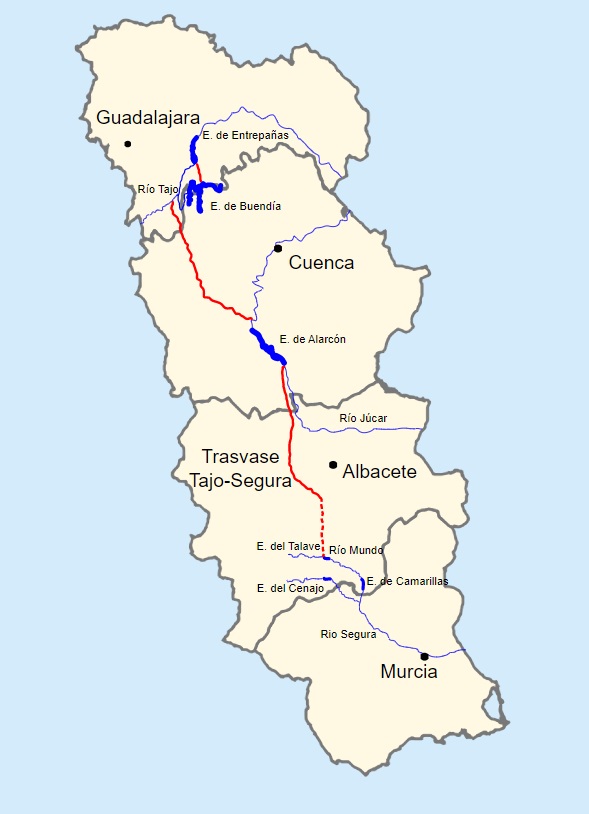 Guadalajara
E. de Entrepañas
Río Tajo
E. de Buendía
Cuenca
E. de Alarcón
Río Júcar
Trasvase
Tajo-Segura
Albacete
E. del Talave
Río Mundo
E. de Camarillas
E. del Cenajo
Rio Segura
Murcia